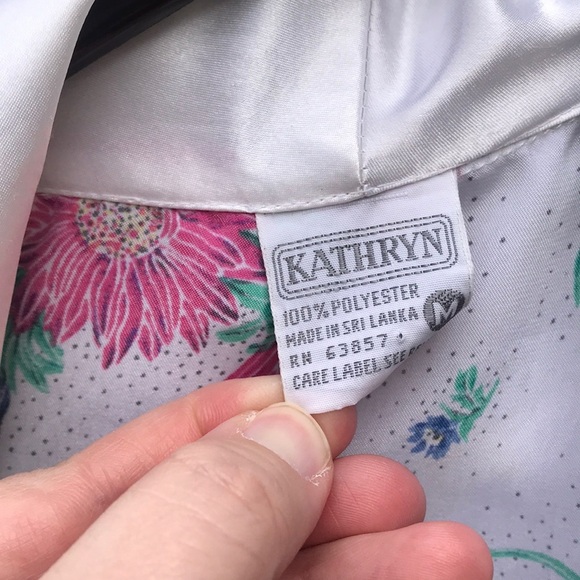 KATHRYN
100% POLYESTER
MADE IN SRI LANKA M
RN 63857
CARE LABEL SEE